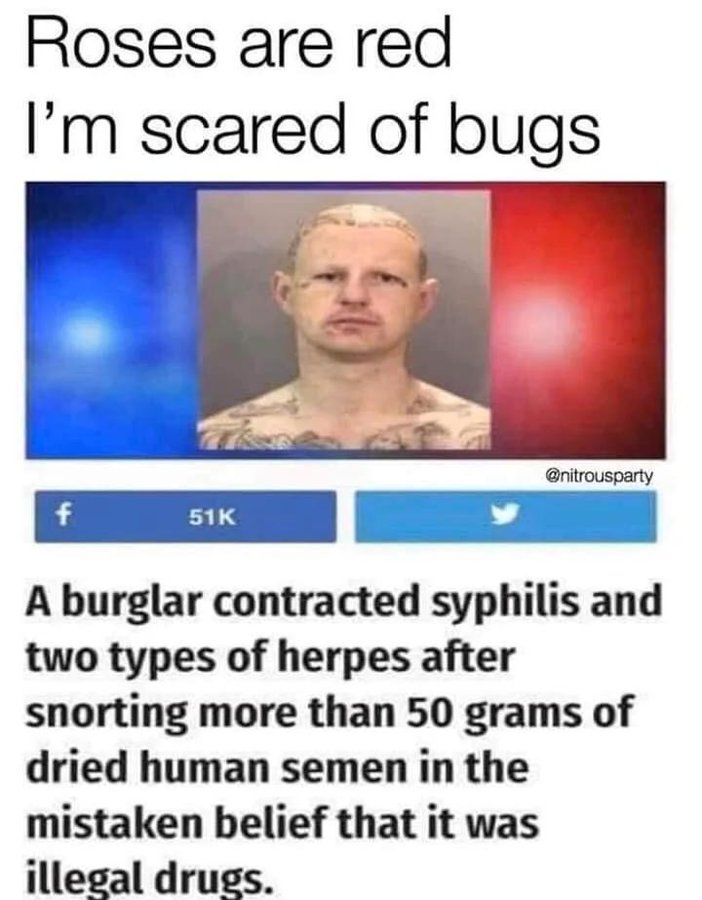 Roses are red
I'm scared of bugs
@nitrousparty
f
51K
A burglar contracted syphilis and
two types of herpes after
snorting more than 50 grams of
dried human semen in the
mistaken belief that it was
illegal drugs.